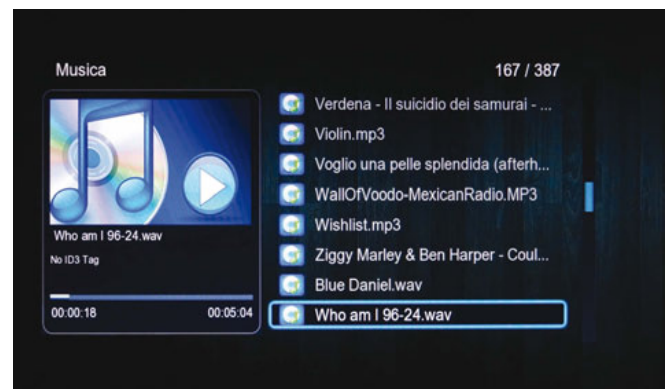 Musica
167 / 387
Who am I 96-24.wav
No ID3 Tag
00:00:18
00:05:04
Verdena - Il suicidio dei samurai - ...
Violin.mp3
Voglio una pelle splendida (afterh...
WallOfVoodo-MexicanRadio.MP3
Wishlist.mp3
Ziggy Marley & Ben Harper - Coul...
Blue Daniel.wav
Who am I 96-24.wav